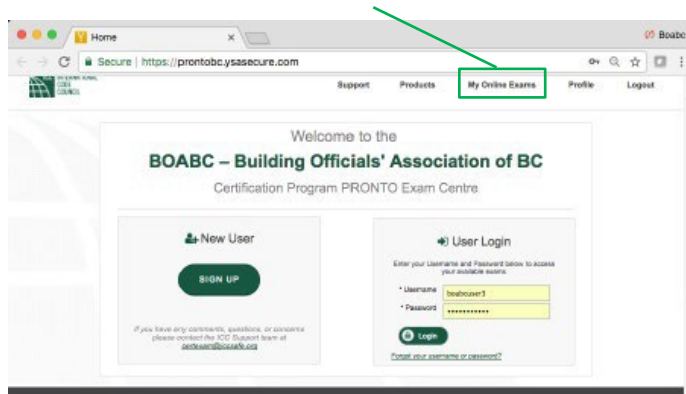 Home
Boabc
Secure | https://prontobc.ysasecure.com
INTERNATIONAL
CODE
COUNCIL
Support Products My Online Exams Profile Logout
Welcome to the
BOABC – Building Officials' Association of BC
Certification Program PRONTO Exam Centre
New User
SIGN UP
If you have any comments, questions, or concerns
please contact the ICC Support team at
certexam@iccsafe.org
User Login
Enter your Username and Password below to access
your available exams
* Username boabcuser3
* Password ***********
Login
Forgot your username or password?